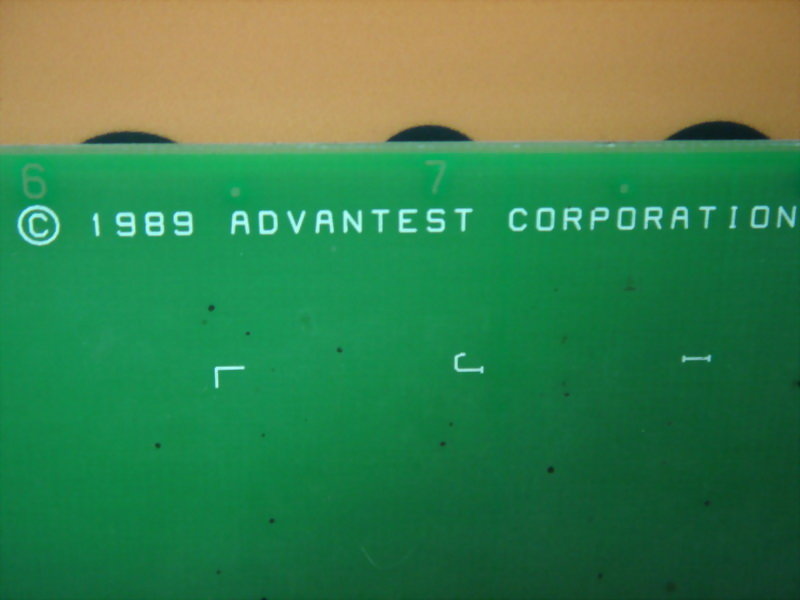 6 7
© 1989 ADVANTEST CORPORATION
L J I